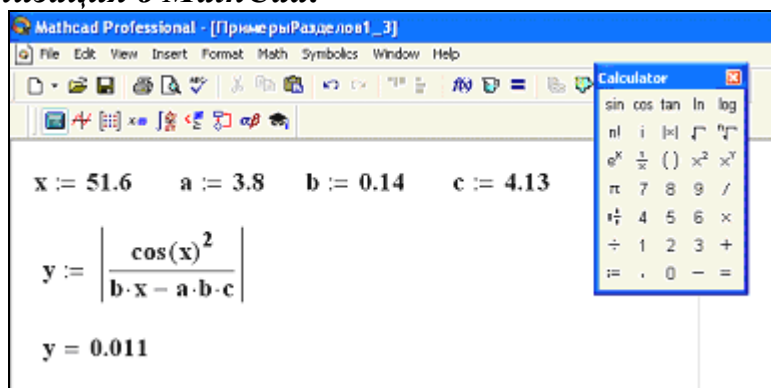 Mathcad Professional - [ПримерыРазделов1_3]
File Edit View Insert Format Math Symbolics Window Help
Calculator
sin cos tan ln log
n! i |×| √ ⁿ√
eˣ 1/x ( ) x² xʸ
π 7 8 9 /
4 5 6 ×
÷ 1 2 3 +
:= . 0 − =
x := 51.6 a := 3.8 b := 0.14 c := 4.13
y := | cos(x)² / (b·x − a·b·c) |
y = 0.011